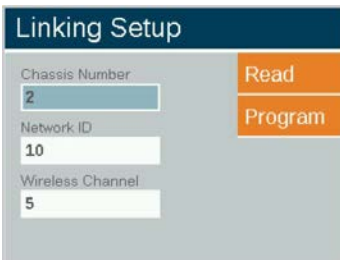 Linking Setup
Chassis Number
2
Network ID
10
Wireless Channel
5
Read
Program